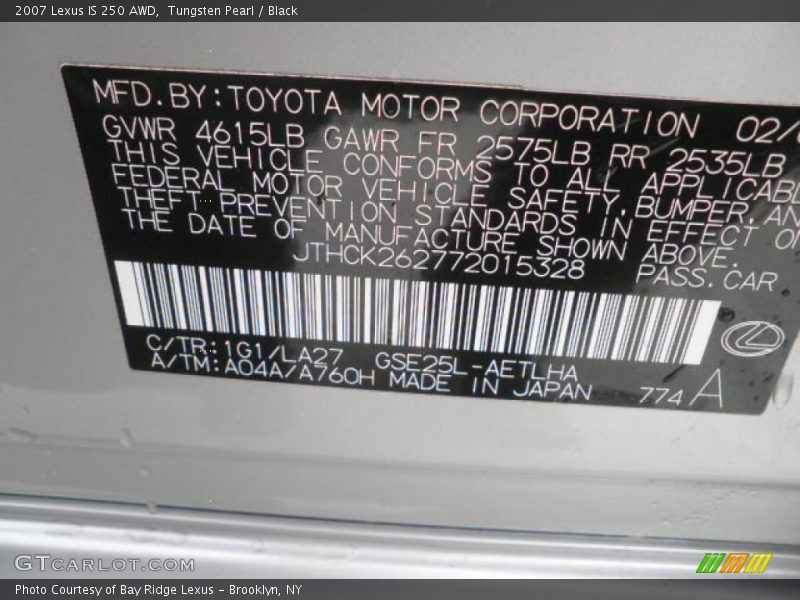 2007 Lexus IS 250 AWD, Tungsten Pearl / Black
MFD.BY:TOYOTA MOTOR CORPORATION 02/
GVWR 4615LB GAWR FR 2575LB RR 2535LB
THIS VEHICLE CONFORMS TO ALL APPLICABL
FEDERAL MOTOR VEHICLE SAFETY, BUMPER, AN
THEFT PREVENTION STANDARDS IN EFFECT O
THE DATE OF MANUFACTURE SHOWN ABOVE.
JTHCK262772015328 PASS.CAR
C/TR:1G1/LA27 GSE25L-AETLHA
A/TM:A04A/A760H MADE IN JAPAN 774 A
GTCARLOT.COM
Photo Courtesy of Bay Ridge Lexus - Brooklyn, NY